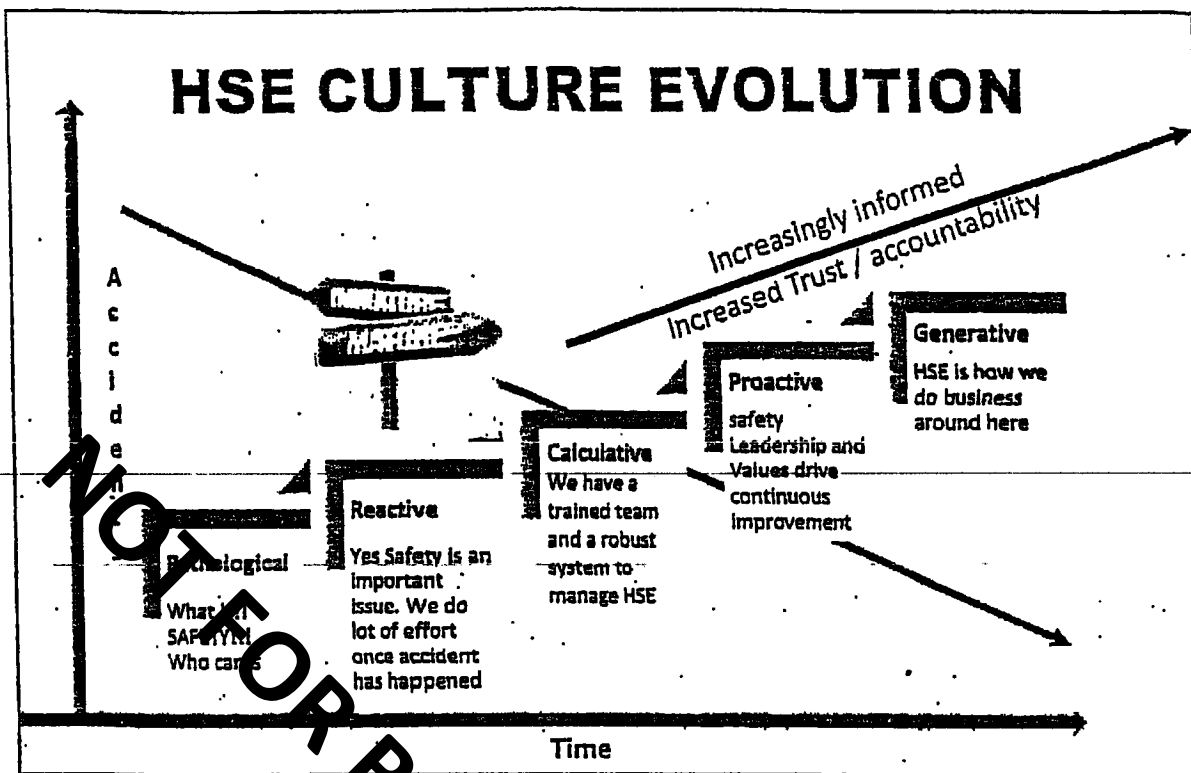 HSE CULTURE EVOLUTION
Increasingly informed
Increased Trust / accountability
Generative
HSE is how we
do business
around here
Proactive
safety
Leadership and
Values drive
continuous
improvement
Calculative
We have a
trained team
and a robust
system to
manage HSE
Reactive
Yes Safety is an
important
issue. We do
lot of effort
once accident
has happened
What
Who
Time
NOT FOR